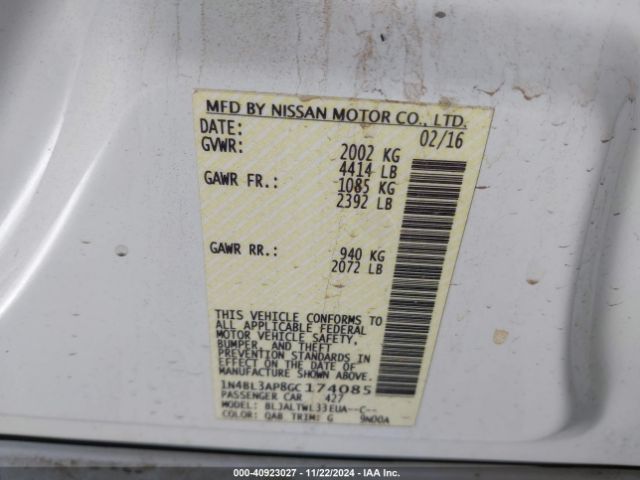 MFD BY NISSAN MOTOR CO., LTD.
DATE: 02/16
GVWR: 2002 KG
4414 LB
GAWR FR.: 1085 KG
2392 LB
GAWR RR.: 940 KG
2072 LB
THIS VEHICLE CONFORMS TO
ALL APPLICABLE FEDERAL
MOTOR VEHICLE SAFETY,
BUMPER, AND THEFT
PREVENTION STANDARDS IN
EFFECT ON THE DATE OF
MANUFACTURE SHOWN ABOVE.
1N4BL3AP8GC174085
PASSENGER CAR 427
MODEL: BLJALTWL33EUA--C--
COLOR: QAB TRIM: G 9N00A
000-40923027 - 11/22/2024 - IAA Inc.